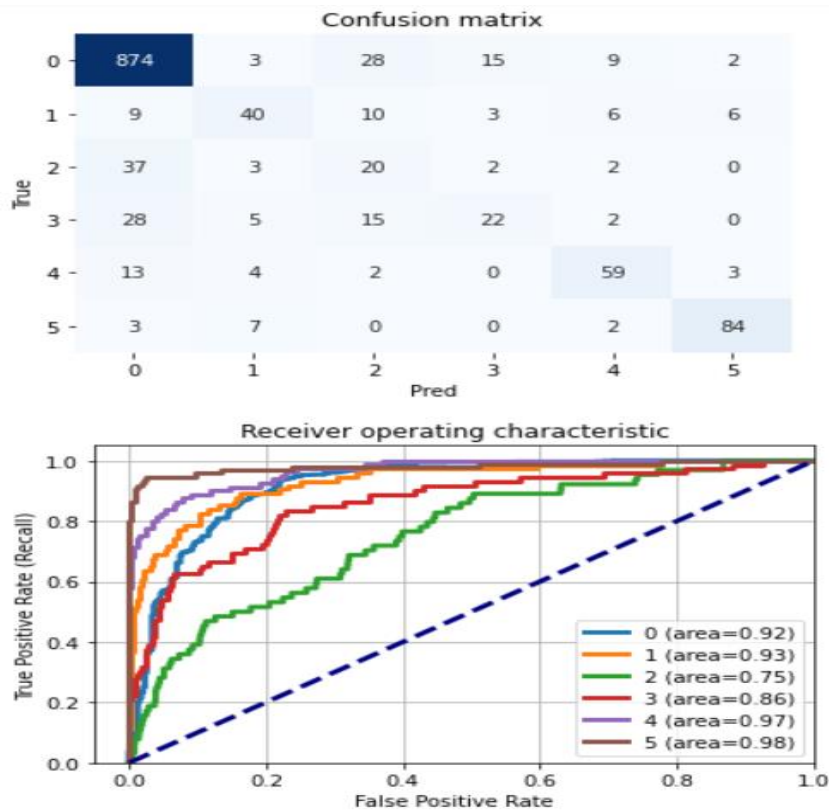 Confusion matrix
0 874 3 28 15 9 2
1 9 40 10 3 6 6
2 37 3 20 2 2 0
True
3 28 5 15 22 2 0
4 13 4 2 0 59 3
5 3 7 0 0 2 84
0 1 2 3 4 5
Pred
Receiver operating characteristic
True Positive Rate (Recall)
1.0
0.8
0.6
0.4
0.2
0.0
0 (area=0.92)
1 (area=0.93)
2 (area=0.75)
3 (area=0.86)
4 (area=0.97)
5 (area=0.98)
0.0 0.2 0.4 0.6 0.8 1.0
False Positive Rate